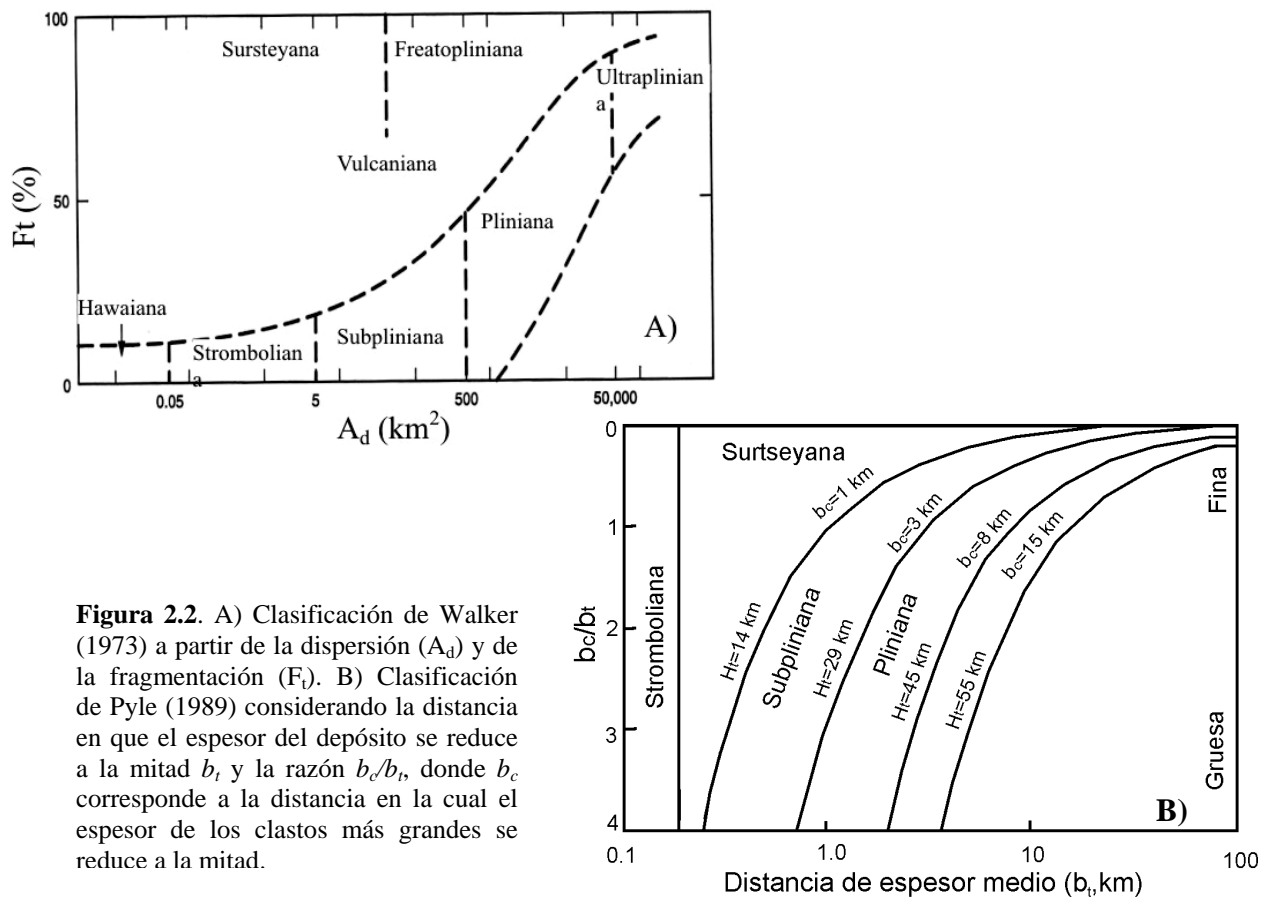 100
Sursteyana
Freatopliniana
Ultraplinian
a
Vulcaniana
Ft (%)
50
Pliniana
Hawaiana
A)
Strombolian
a
Subpliniana
0
0.05
5
500
50,000
A_d (km²)
Figura 2.2. A) Clasificación de Walker
(1973) a partir de la dispersión (A_d) y de
la fragmentación (F_t). B) Clasificación
de Pyle (1989) considerando la distancia
en que el espesor del depósito se reduce
a la mitad b_t y la razón b_c/b_t, donde b_c
corresponde a la distancia en la cual el
espesor de los clastos más grandes se
reduce a la mitad.
0
Surtseyana
Fina
b_c=1 km
b_c=3 km
b_c=8 km
b_c=15 km
1
b_c/b_t
2
Stromboliana
H_t=14 km
Subpliniana
H_t=29 km
Pliniana
H_t=45 km
H_t=55 km
3
Gruesa
B)
4
0.1
1.0
10
100
Distancia de espesor medio (b_t,km)